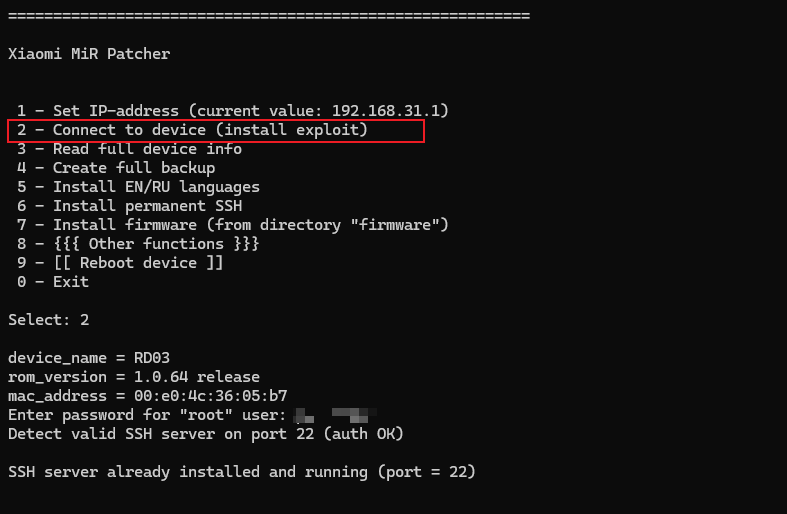 ==========================================================
Xiaomi MiR Patcher
1 - Set IP-address (current value: 192.168.31.1)
2 - Connect to device (install exploit)
3 - Read full device info
4 - Create full backup
5 - Install EN/RU languages
6 - Install permanent SSH
7 - Install firmware (from directory "firmware")
8 - {{{ Other functions }}}
9 - [[ Reboot device ]]
0 - Exit
Select: 2
device_name = RD03
rom_version = 1.0.64 release
mac_address = 00:e0:4c:36:05:b7
Enter password for "root" user:
Detect valid SSH server on port 22 (auth OK)
SSH server already installed and running (port = 22)